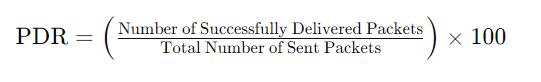 PDR = ( Number of Successfully Delivered Packets / Total Number of Sent Packets ) × 100